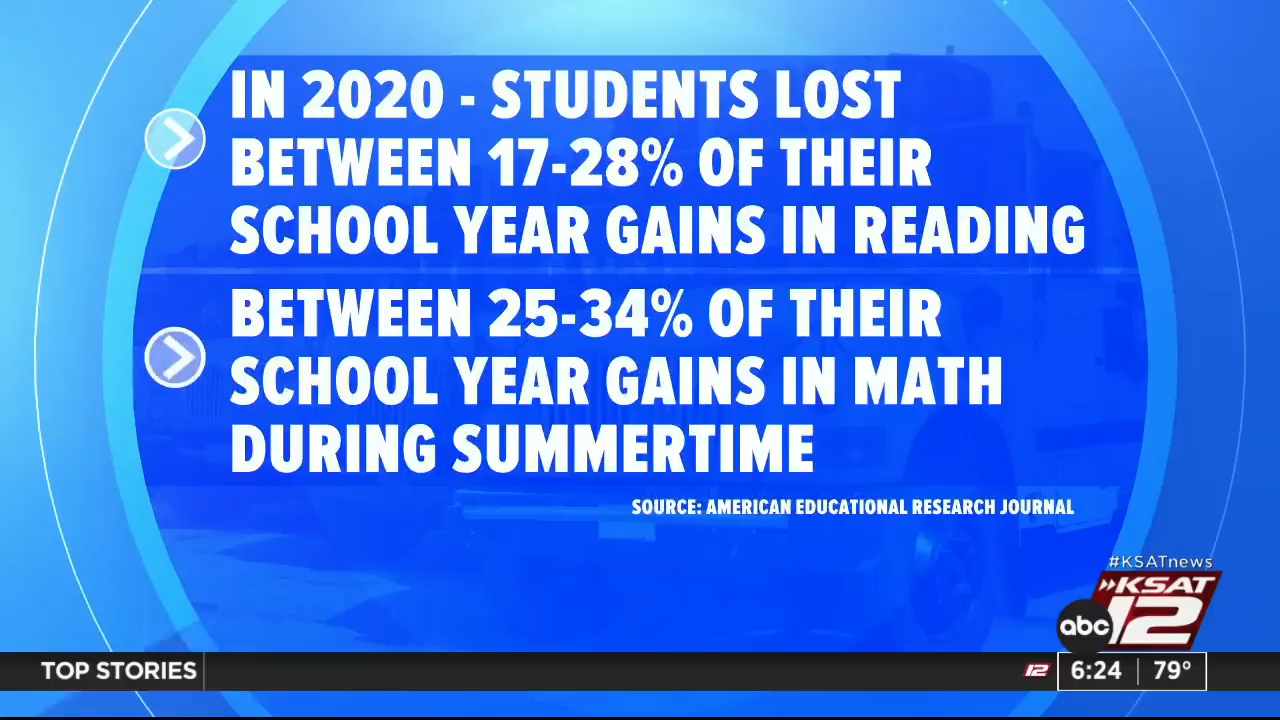 IN 2020 - STUDENTS LOST
BETWEEN 17-28% OF THEIR
SCHOOL YEAR GAINS IN READING
BETWEEN 25-34% OF THEIR
SCHOOL YEAR GAINS IN MATH
DURING SUMMERTIME
SOURCE: AMERICAN EDUCATIONAL RESEARCH JOURNAL
#KSATnews
KSAT
abc 12
TOP STORIES
12 6:24 79°